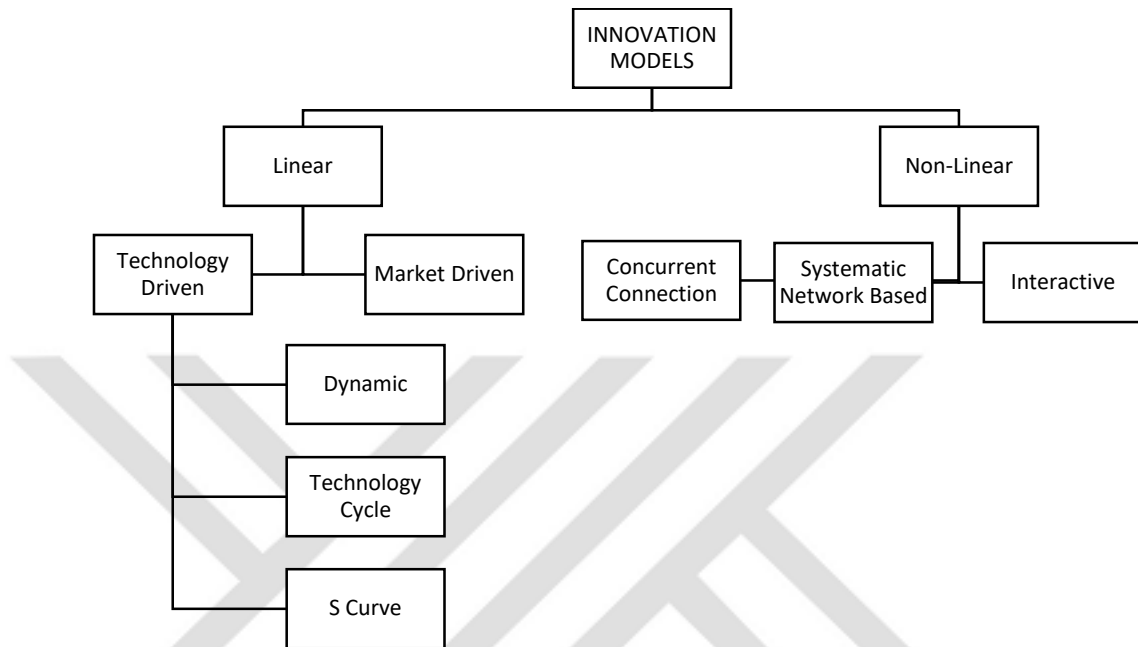 INNOVATION
MODELS
Linear
Non-Linear
Technology
Driven
Market Driven
Concurrent
Connection
Systematic
Network Based
Interactive
Dynamic
Technology
Cycle
S Curve